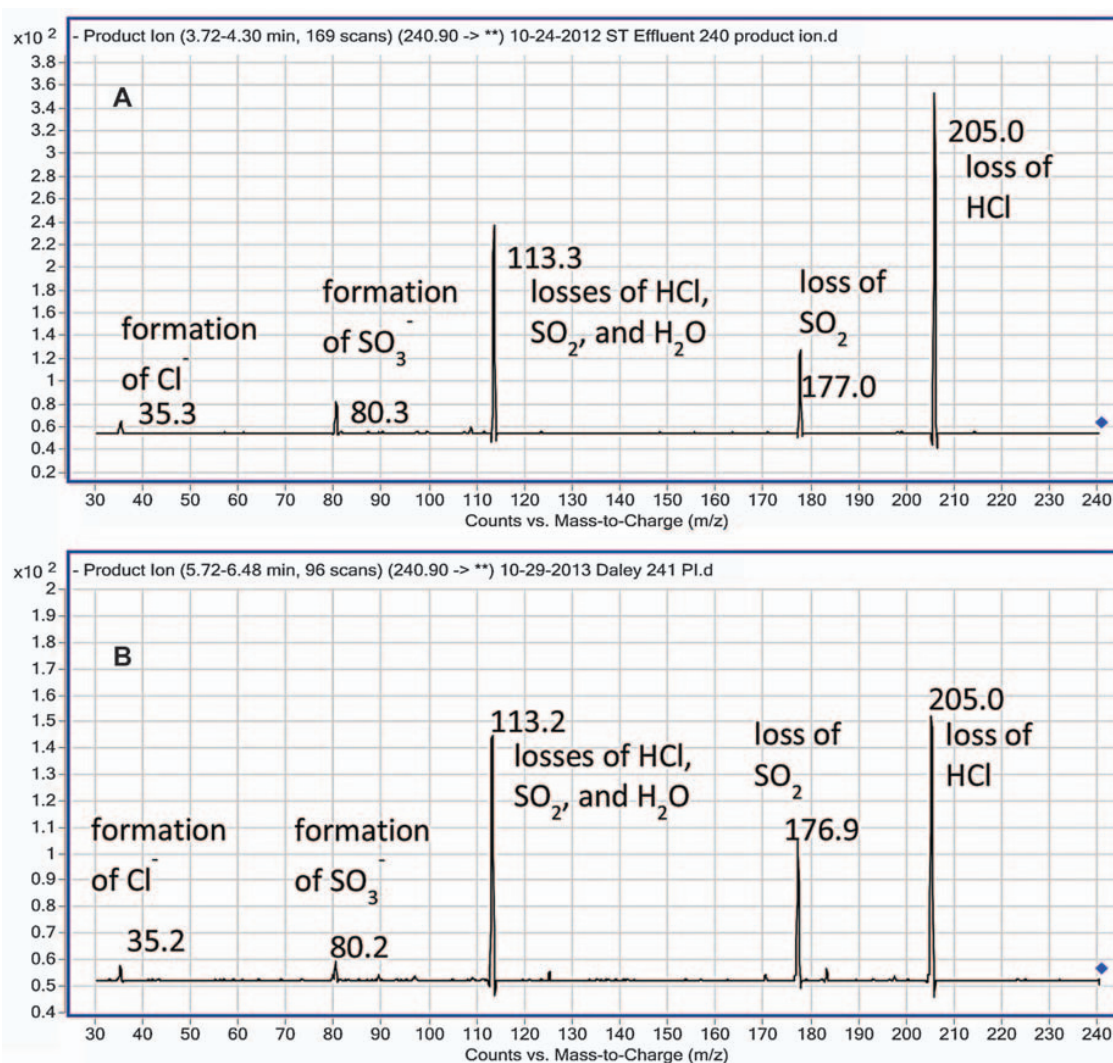 x10 2
- Product Ion (3.72-4.30 min, 169 scans) (240.90 -> **) 10-24-2012 ST Effluent 240 product ion.d
3.8
3.6
3.4
3.2
3
2.8
2.6
2.4
2.2
2
1.8
1.6
1.4
1.2
1
0.8
0.6
0.4
0.2
A
formation
of Cl⁻
35.3
formation
of SO₃⁻
80.3
113.3
losses of HCl,
SO₂, and H₂O
loss of
SO₂
177.0
205.0
loss of
HCl
30 40 50 60 70 80 90 100 110 120 130 140 150 160 170 180 190 200 210 220 230 240
Counts vs. Mass-to-Charge (m/z)
x10 2
- Product Ion (5.72-6.48 min, 96 scans) (240.90 -> **) 10-29-2013 Daley 241 PI.d
2
1.9
1.8
1.7
1.6
1.5
1.4
1.3
1.2
1.1
1
0.9
0.8
0.7
0.6
0.5
0.4
B
formation
of Cl⁻
35.2
formation
of SO₃⁻
80.2
113.2
losses of HCl,
SO₂, and H₂O
loss of
SO₂
176.9
205.0
loss of
HCl
30 40 50 60 70 80 90 100 110 120 130 140 150 160 170 180 190 200 210 220 230 240
Counts vs. Mass-to-Charge (m/z)